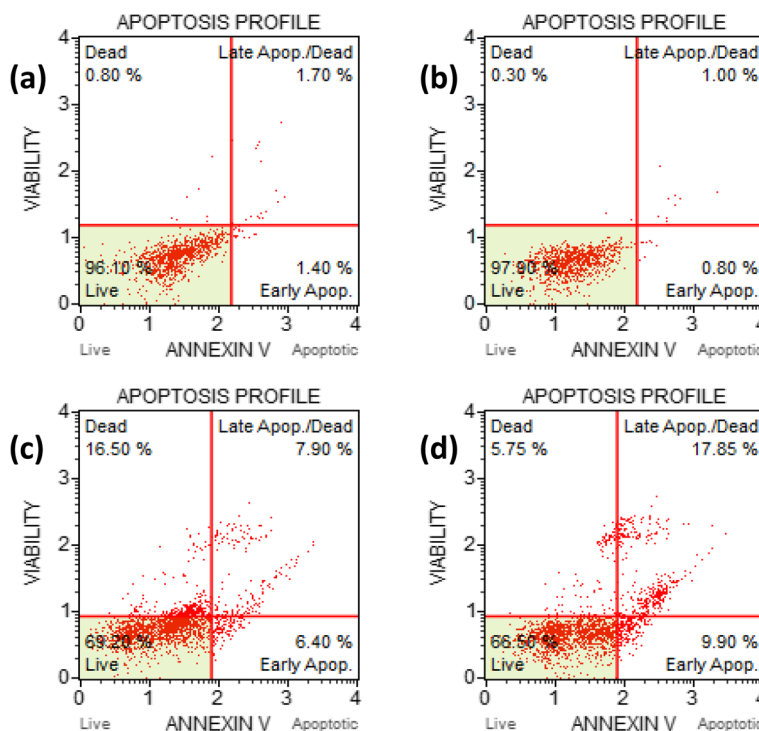 APOPTOSIS PROFILE
(a)
4
3
2
1
0
VIABILITY
Dead
0.80 %
Late Apop./Dead
1.70 %
96.10 %
Live
1.40 %
Early Apop.
0 1 2 3 4
Live ANNEXIN V Apoptotic
APOPTOSIS PROFILE
(b)
4
3
2
1
0
VIABILITY
Dead
0.30 %
Late Apop./Dead
1.00 %
97.90 %
Live
0.80 %
Early Apop.
0 1 2 3 4
Live ANNEXIN V Apoptotic
APOPTOSIS PROFILE
(c)
4
3
2
1
0
VIABILITY
Dead
16.50 %
Late Apop./Dead
7.90 %
69.20 %
Live
6.40 %
Early Apop.
0 1 2 3 4
Live ANNEXIN V Apoptotic
APOPTOSIS PROFILE
(d)
4
3
2
1
0
VIABILITY
Dead
5.75 %
Late Apop./Dead
17.85 %
66.50 %
Live
9.90 %
Early Apop.
0 1 2 3 4
Live ANNEXIN V Apoptotic